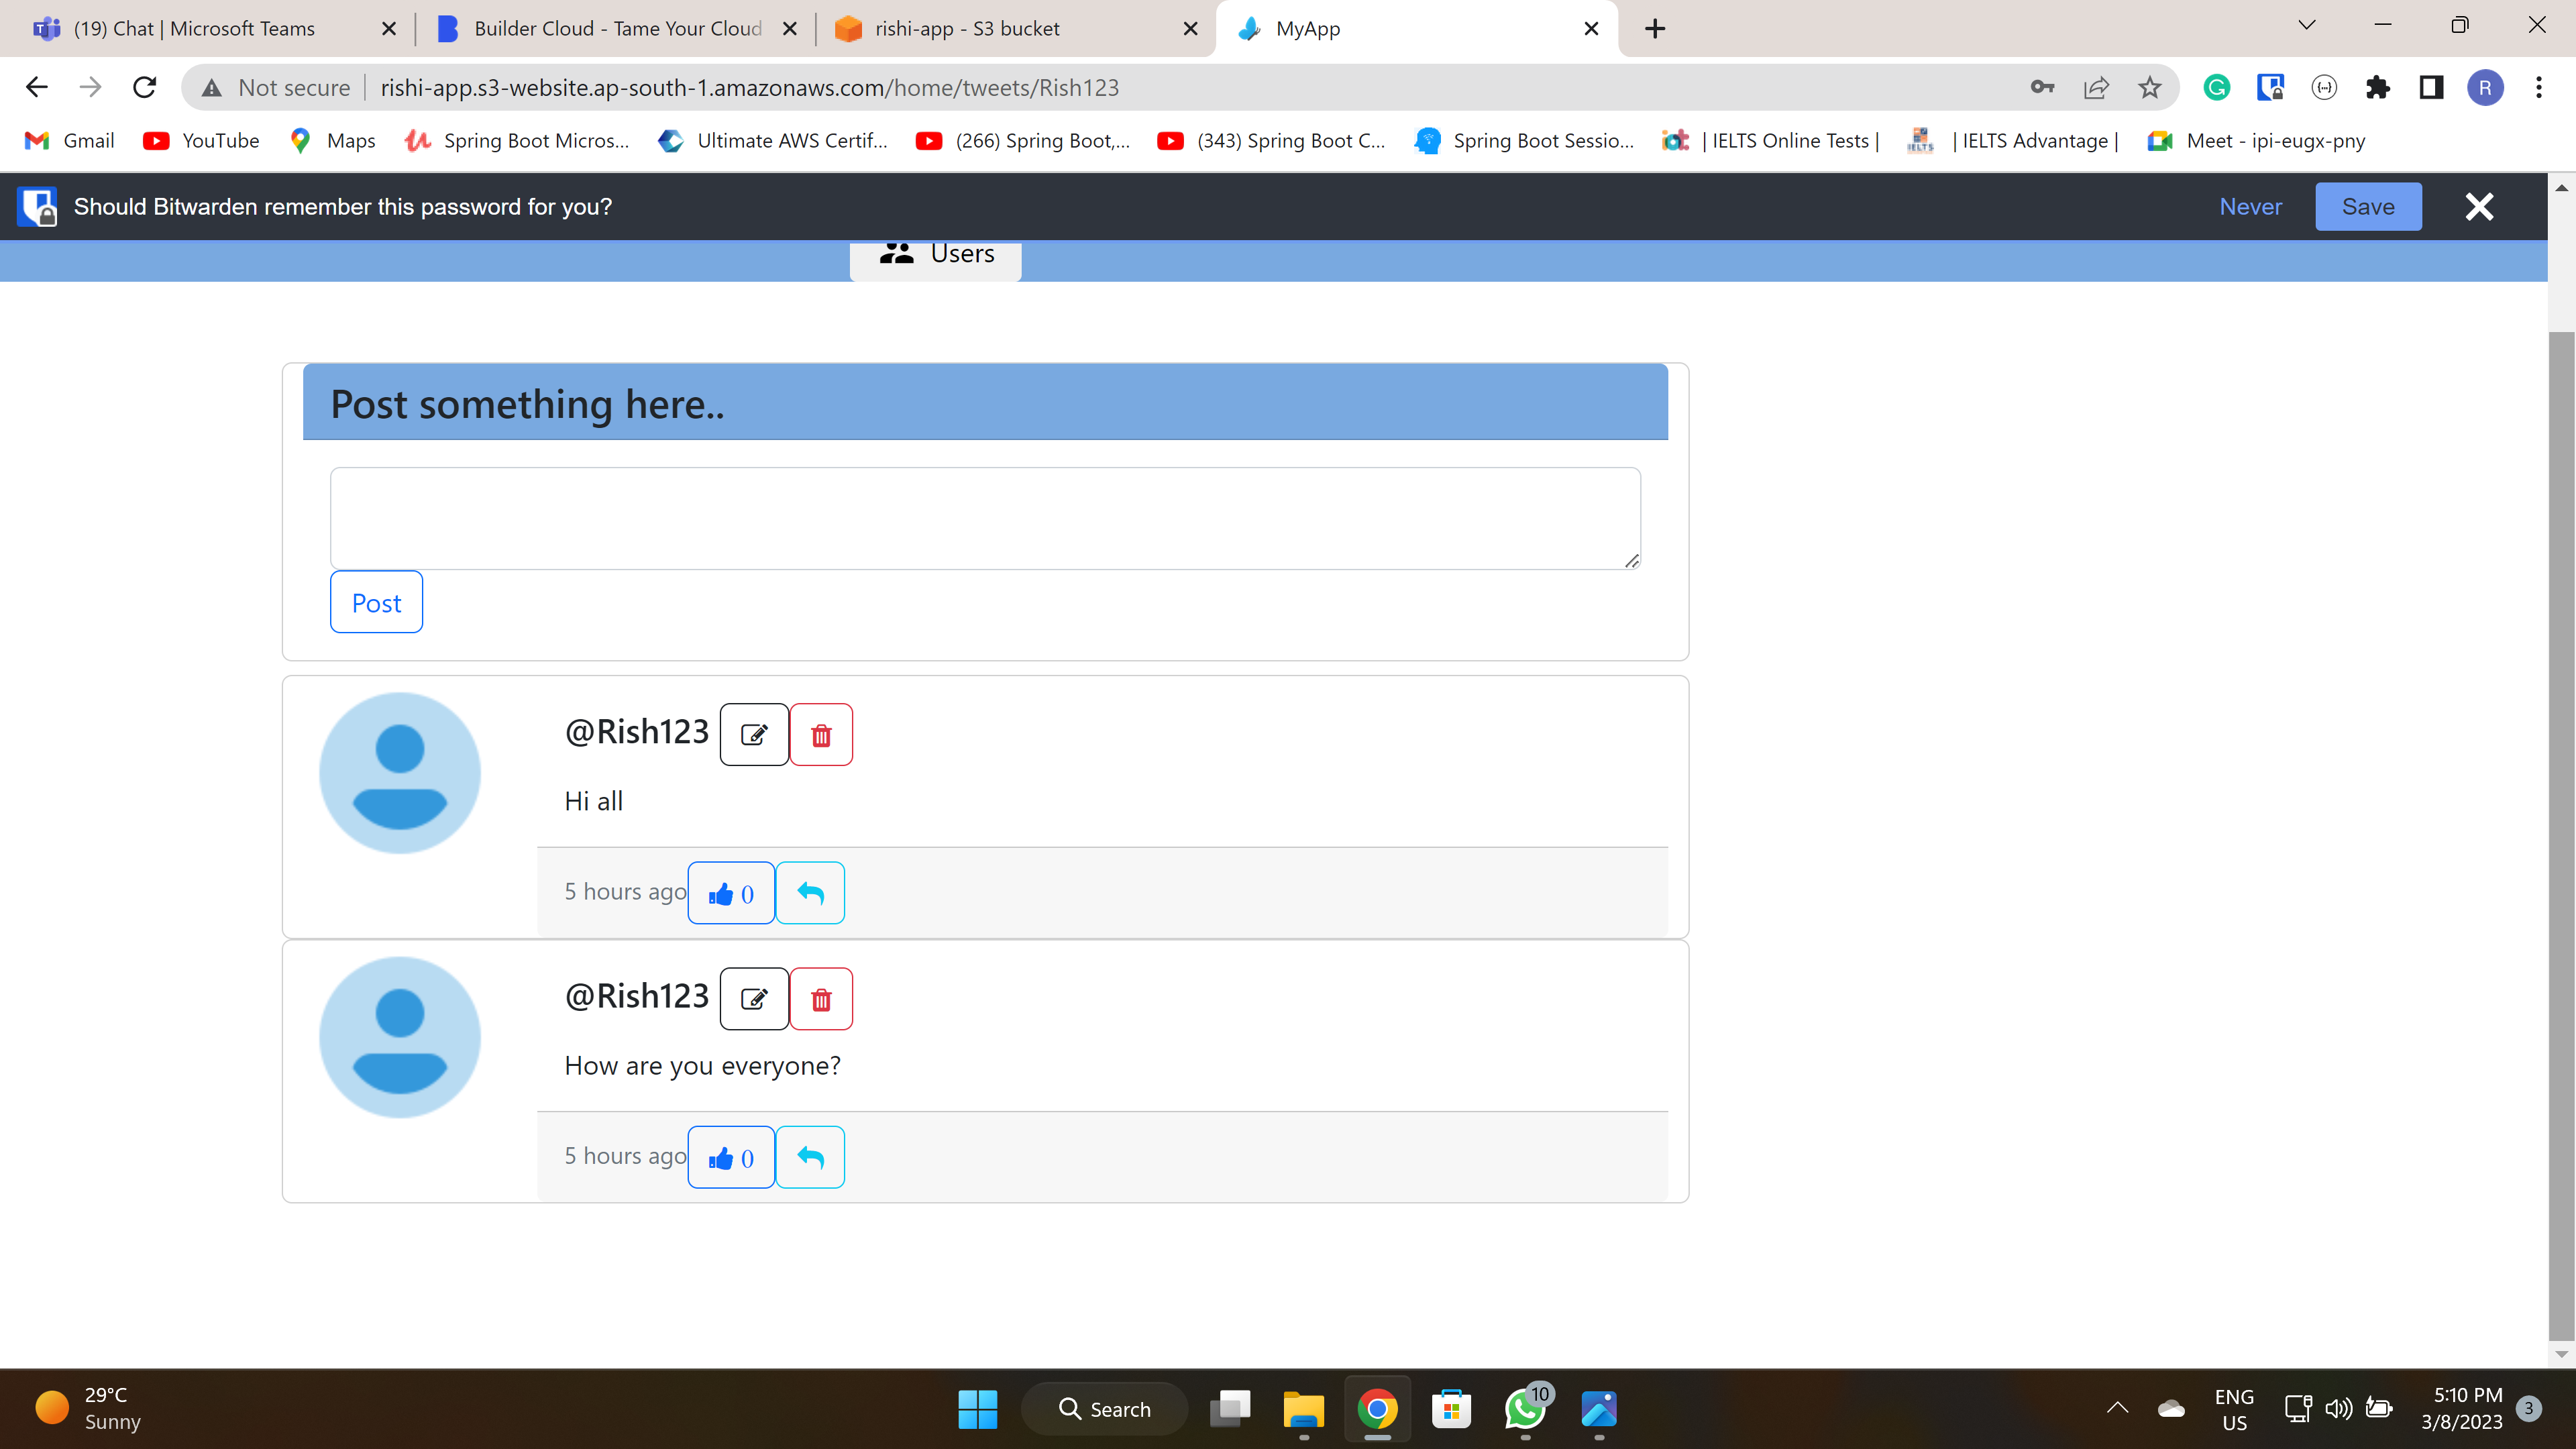 (19) Chat | Microsoft Teams
Builder Cloud - Tame Your Cloud
rishi-app - S3 bucket
MyApp
Not secure
rishi-app.s3-website.ap-south-1.amazonaws.com/home/tweets/Rish123
R
Gmail
YouTube
Maps
Spring Boot Micros...
Ultimate AWS Certif...
(266) Spring Boot,...
(343) Spring Boot C...
Spring Boot Sessio...
| IELTS Online Tests |
| IELTS Advantage |
Meet - ipi-eugx-pny
Should Bitwarden remember this password for you?
Never
Save
Users
Post something here..
Post
@Rish123
Hi all
5 hours ago
0
@Rish123
How are you everyone?
5 hours ago
0
29°C
Sunny
Search
10
ENG
US
5:10 PM
3/8/2023
3